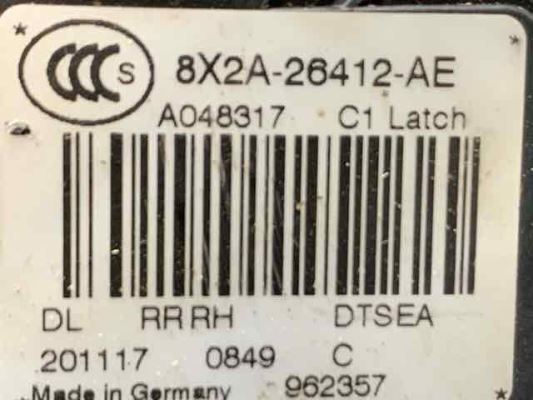 CCC S 8X2A-26412-AE
A048317 C1 Latch
DL RR RH DTSEA
201117 0849 C
Made in Germany 962357